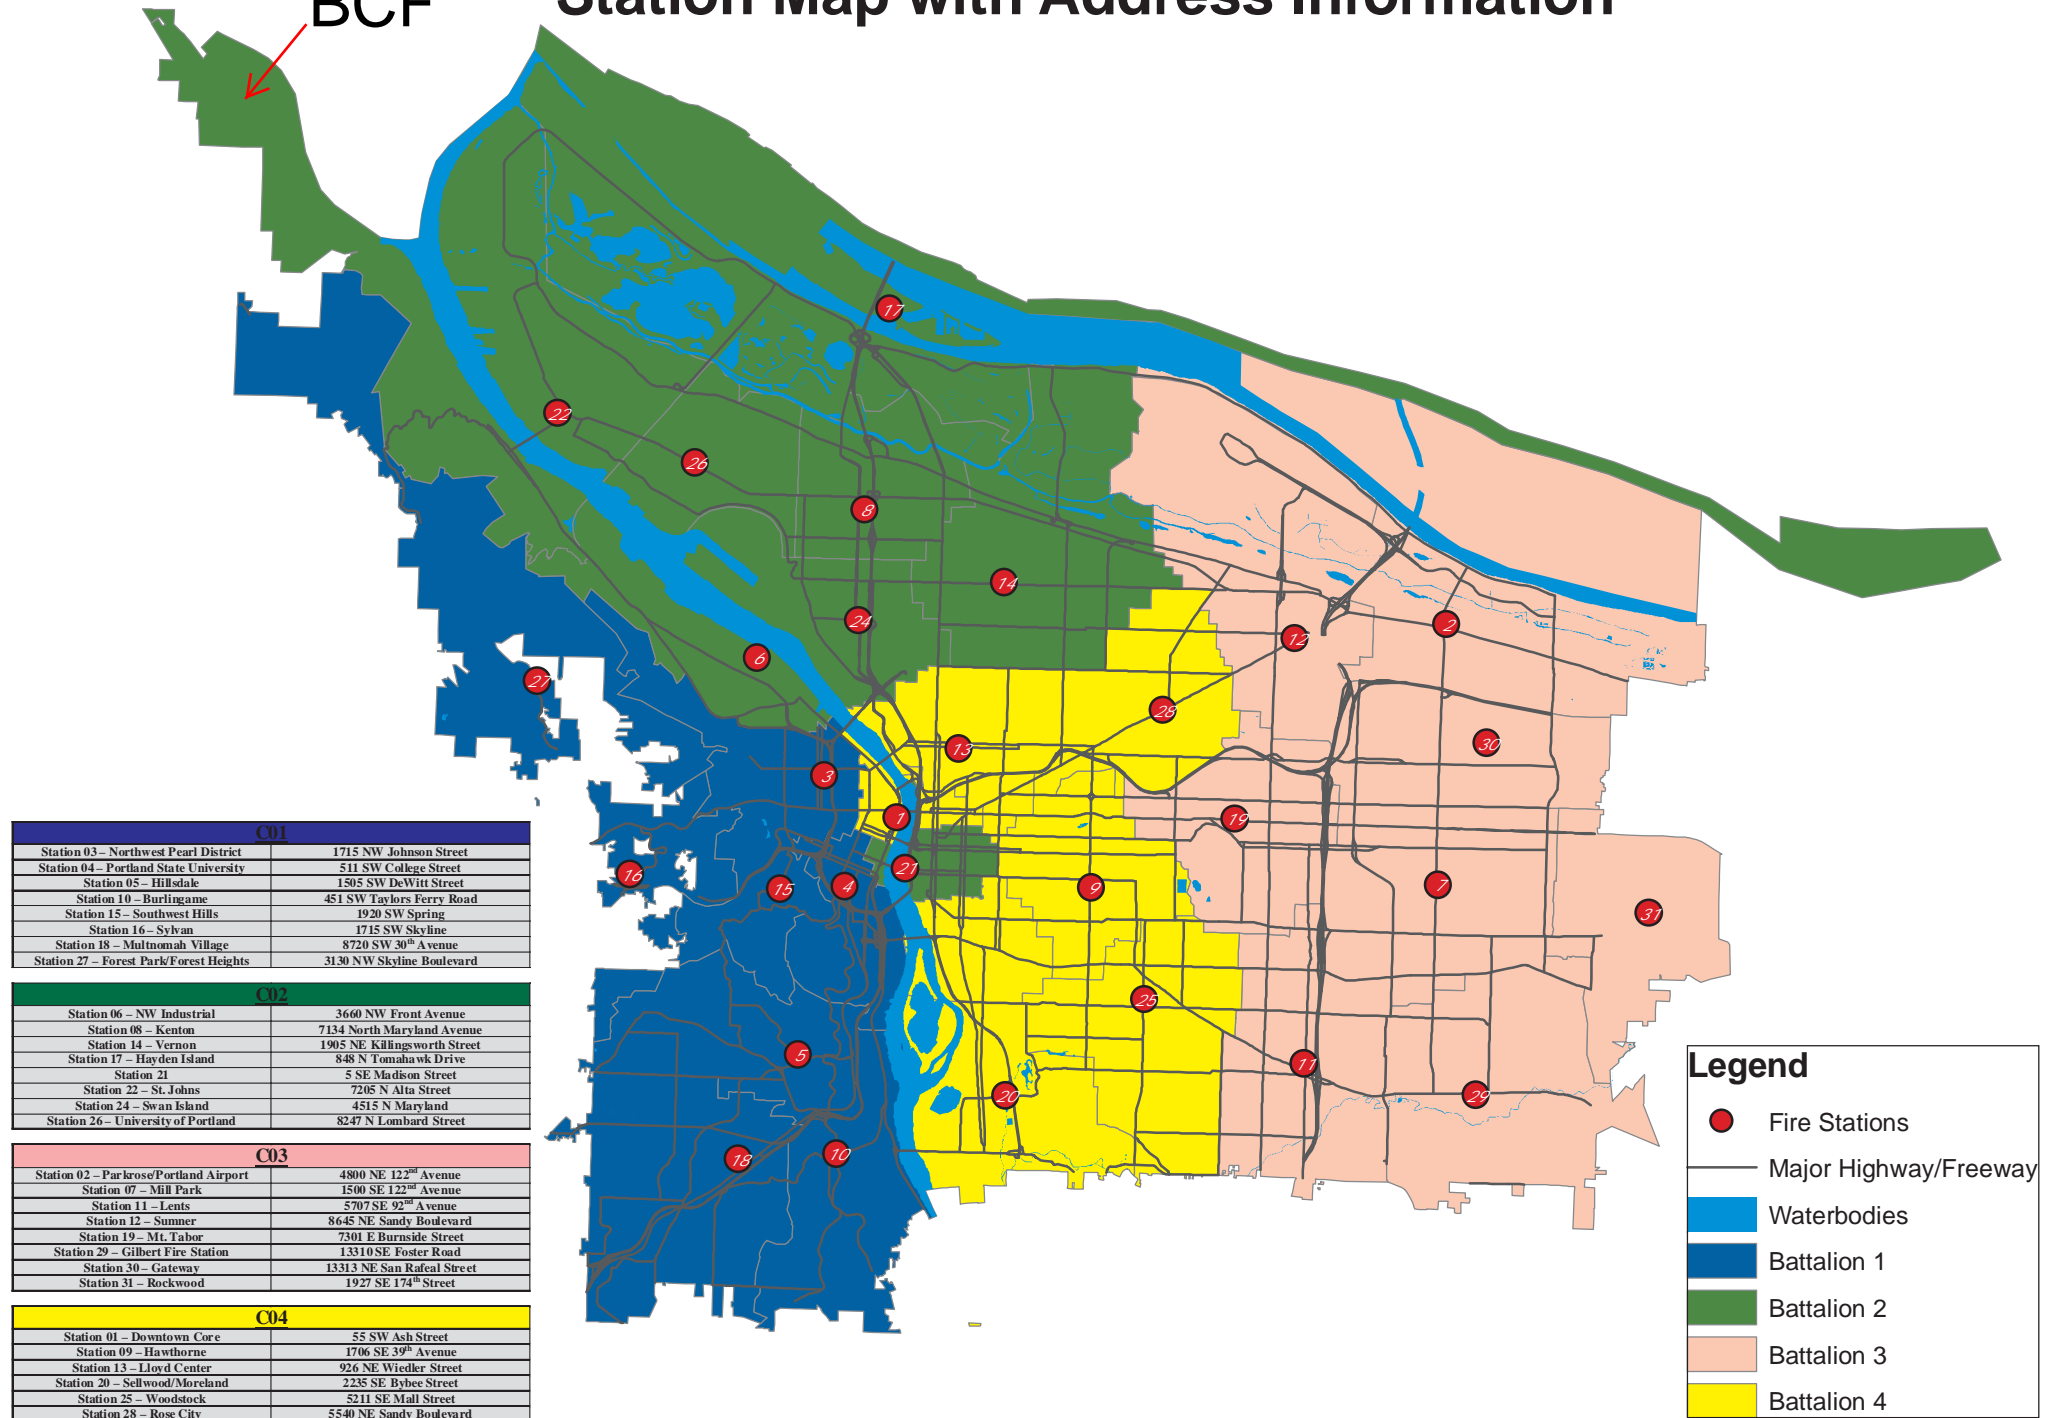 BCF
Station Map with Address Information
17
22
26
8
14
24
2
12
6
27
28
30
13
3
1
19
16
21
15
4
9
7
31
25
5
11
20
29
18
10
C01
Station 03 – Northwest Pearl District 1715 NW Johnson Street
Station 04 – Portland State University 511 SW College Street
Station 05 – Hillsdale 1505 SW DeWitt Street
Station 10 – Burlingame 451 SW Taylors Ferry Road
Station 15 – Southwest Hills 1920 SW Spring
Station 16 – Sylvan 1715 SW Skyline
Station 18 – Multnomah Village 8720 SW 30th Avenue
Station 27 – Forest Park/Forest Heights 3130 NW Skyline Boulevard
C02
Station 06 – NW Industrial 3660 NW Front Avenue
Station 08 – Kenton 7134 North Maryland Avenue
Station 14 – Vernon 1905 NE Killingsworth Street
Station 17 – Hayden Island 848 N Tomahawk Drive
Station 21 5 SE Madison Street
Station 22 – St. Johns 7205 N Alta Street
Station 24 – Swan Island 4515 N Maryland
Station 26 – University of Portland 8247 N Lombard Street
C03
Station 02 – Parkrose/Portland Airport 4800 NE 122nd Avenue
Station 07 – Mill Park 1500 SE 122nd Avenue
Station 11 – Lents 5707 SE 92nd Avenue
Station 12 – Sumner 8645 NE Sandy Boulevard
Station 19 – Mt. Tabor 7301 E Burnside Street
Station 29 – Gilbert Fire Station 13310 SE Foster Road
Station 30 – Gateway 13313 NE San Rafeal Street
Station 31 – Rockwood 1927 SE 174th Street
C04
Station 01 – Downtown Core 55 SW Ash Street
Station 09 – Hawthorne 1706 SE 39th Avenue
Station 13 – Lloyd Center 926 NE Wiedler Street
Station 20 – Sellwood/Moreland 2235 SE Bybee Street
Station 25 – Woodstock 5211 SE Mall Street
Station 28 – Rose City 5540 NE Sandy Boulevard
Legend
Fire Stations
Major Highway/Freeway
Waterbodies
Battalion 1
Battalion 2
Battalion 3
Battalion 4